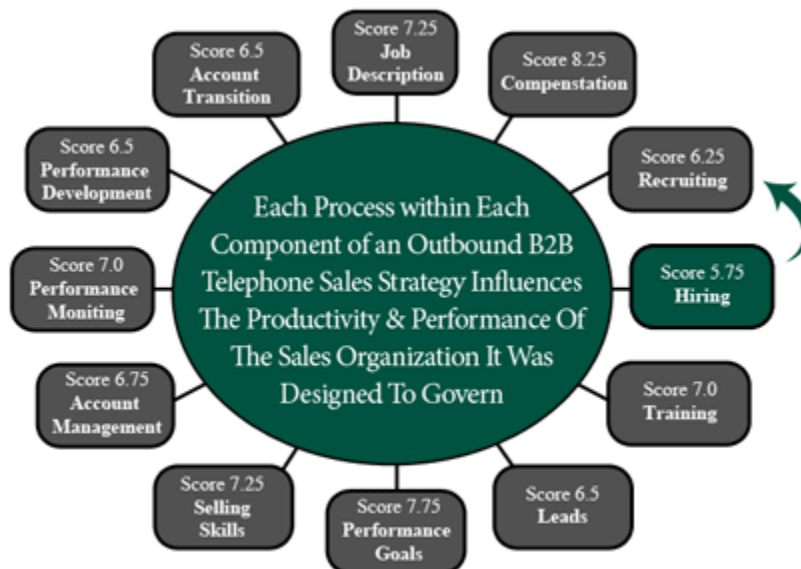 Score 7.25
Job
Description
Score 8.25
Compenstation
Score 6.25
Recruiting
Score 5.75
Hiring
Score 7.0
Training
Score 6.5
Leads
Score 7.75
Performance
Goals
Score 7.25
Selling
Skills
Score 6.75
Account
Management
Score 7.0
Performance
Moniting
Score 6.5
Performance
Development
Score 6.5
Account
Transition
Each Process within Each
Component of an Outbound B2B
Telephone Sales Strategy Influences
The Productivity & Performance Of
The Sales Organization It Was
Designed To Govern